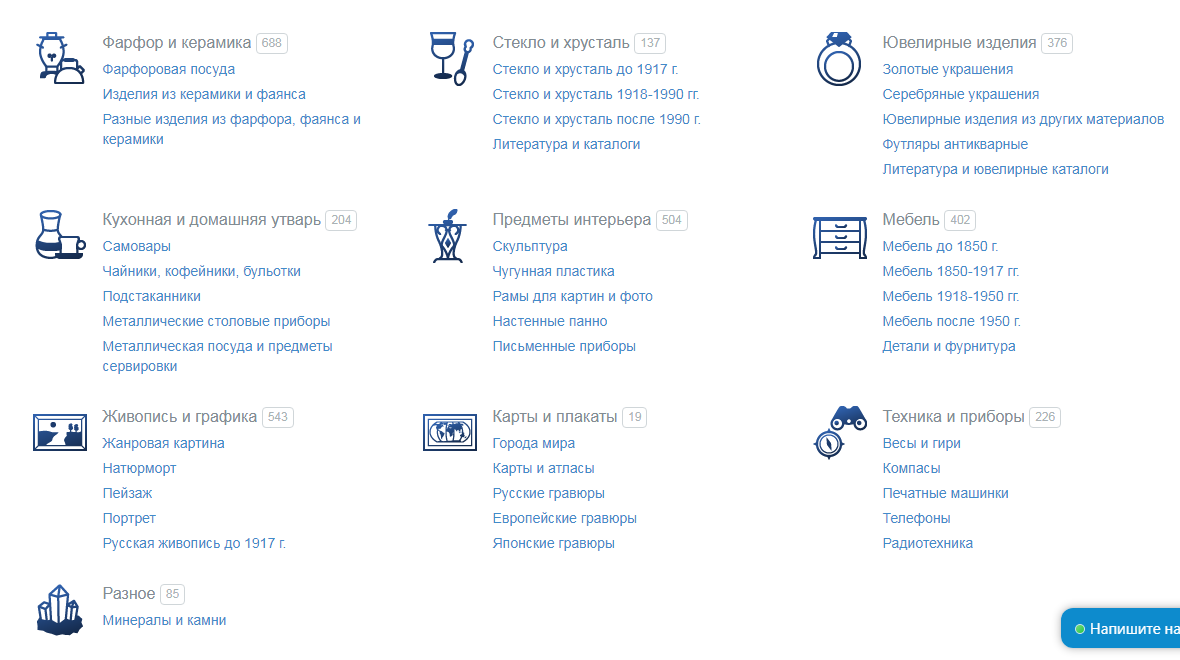 Фарфор и керамика 688
Фарфоровая посуда
Изделия из керамики и фаянса
Разные изделия из фарфора, фаянса и
керамики
Стекло и хрусталь 137
Стекло и хрусталь до 1917 г.
Стекло и хрусталь 1918-1990 гг.
Стекло и хрусталь после 1990 г.
Литература и каталоги
Ювелирные изделия 376
Золотые украшения
Серебряные украшения
Ювелирные изделия из других материалов
Футляры антикварные
Литература и ювелирные каталоги
Кухонная и домашняя утварь 204
Самовары
Чайники, кофейники, бульотки
Подстаканники
Металлические столовые приборы
Металлическая посуда и предметы
сервировки
Предметы интерьера 504
Скульптура
Чугунная пластика
Рамы для картин и фото
Настенные панно
Письменные приборы
Мебель 402
Мебель до 1850 г.
Мебель 1850-1917 гг.
Мебель 1918-1950 гг.
Мебель после 1950 г.
Детали и фурнитура
Живопись и графика 543
Жанровая картина
Натюрморт
Пейзаж
Портрет
Русская живопись до 1917 г.
Карты и плакаты 19
Города мира
Карты и атласы
Русские гравюры
Европейские гравюры
Японские гравюры
Техника и приборы 226
Весы и гири
Компасы
Печатные машинки
Телефоны
Радиотехника
Разное 85
Минералы и камни
Напишите на